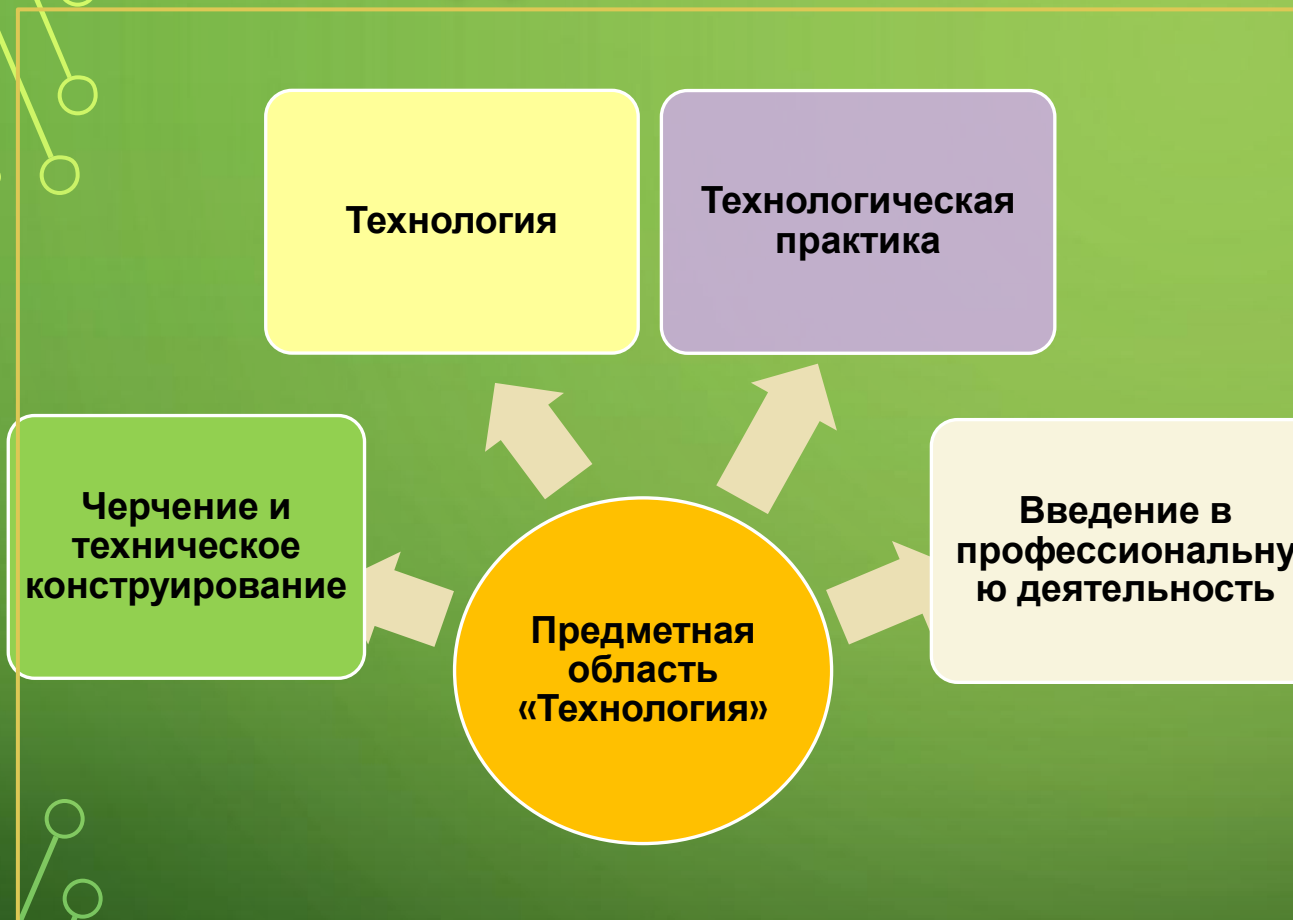 Технология
Технологическая
практика
Черчение и
техническое
конструирование
Введение в
профессиональну
ю деятельность
Предметная
область
«Технология»